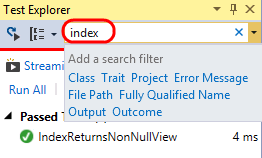 Test Explorer
index
Add a search filter
Streami
Class Trait Project Error Message
Run All
File Path Fully Qualified Name
Output Outcome
Passed T
IndexReturnsNonNullView 4 ms